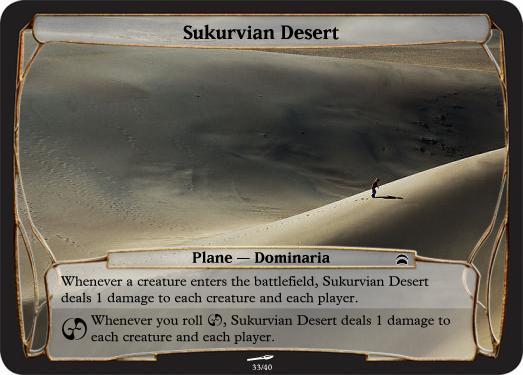 Sukurvian Desert
Plane — Dominaria
Whenever a creature enters the battlefield, Sukurvian Desert
deals 1 damage to each creature and each player.
Whenever you roll , Sukurvian Desert deals 1 damage to
each creature and each player.
33/40